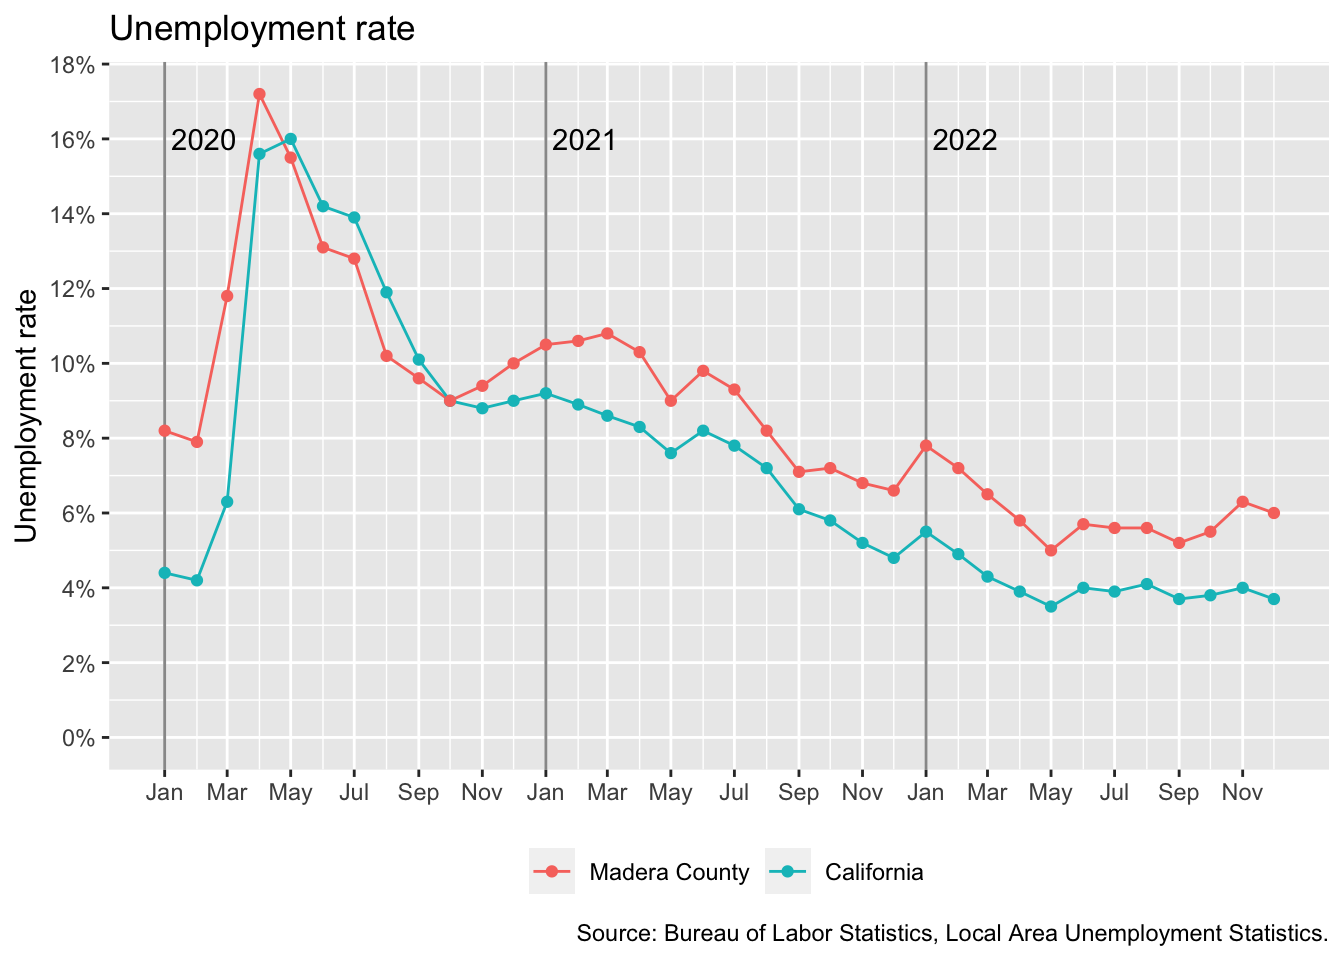 Unemployment rate
18%
16%
14%
12%
10%
8%
6%
4%
2%
0%
Unemployment rate
2020 2021 2022
Jan Mar May Jul Sep Nov Jan Mar May Jul Sep Nov Jan Mar May Jul Sep Nov
Madera County California
Source: Bureau of Labor Statistics, Local Area Unemployment Statistics.